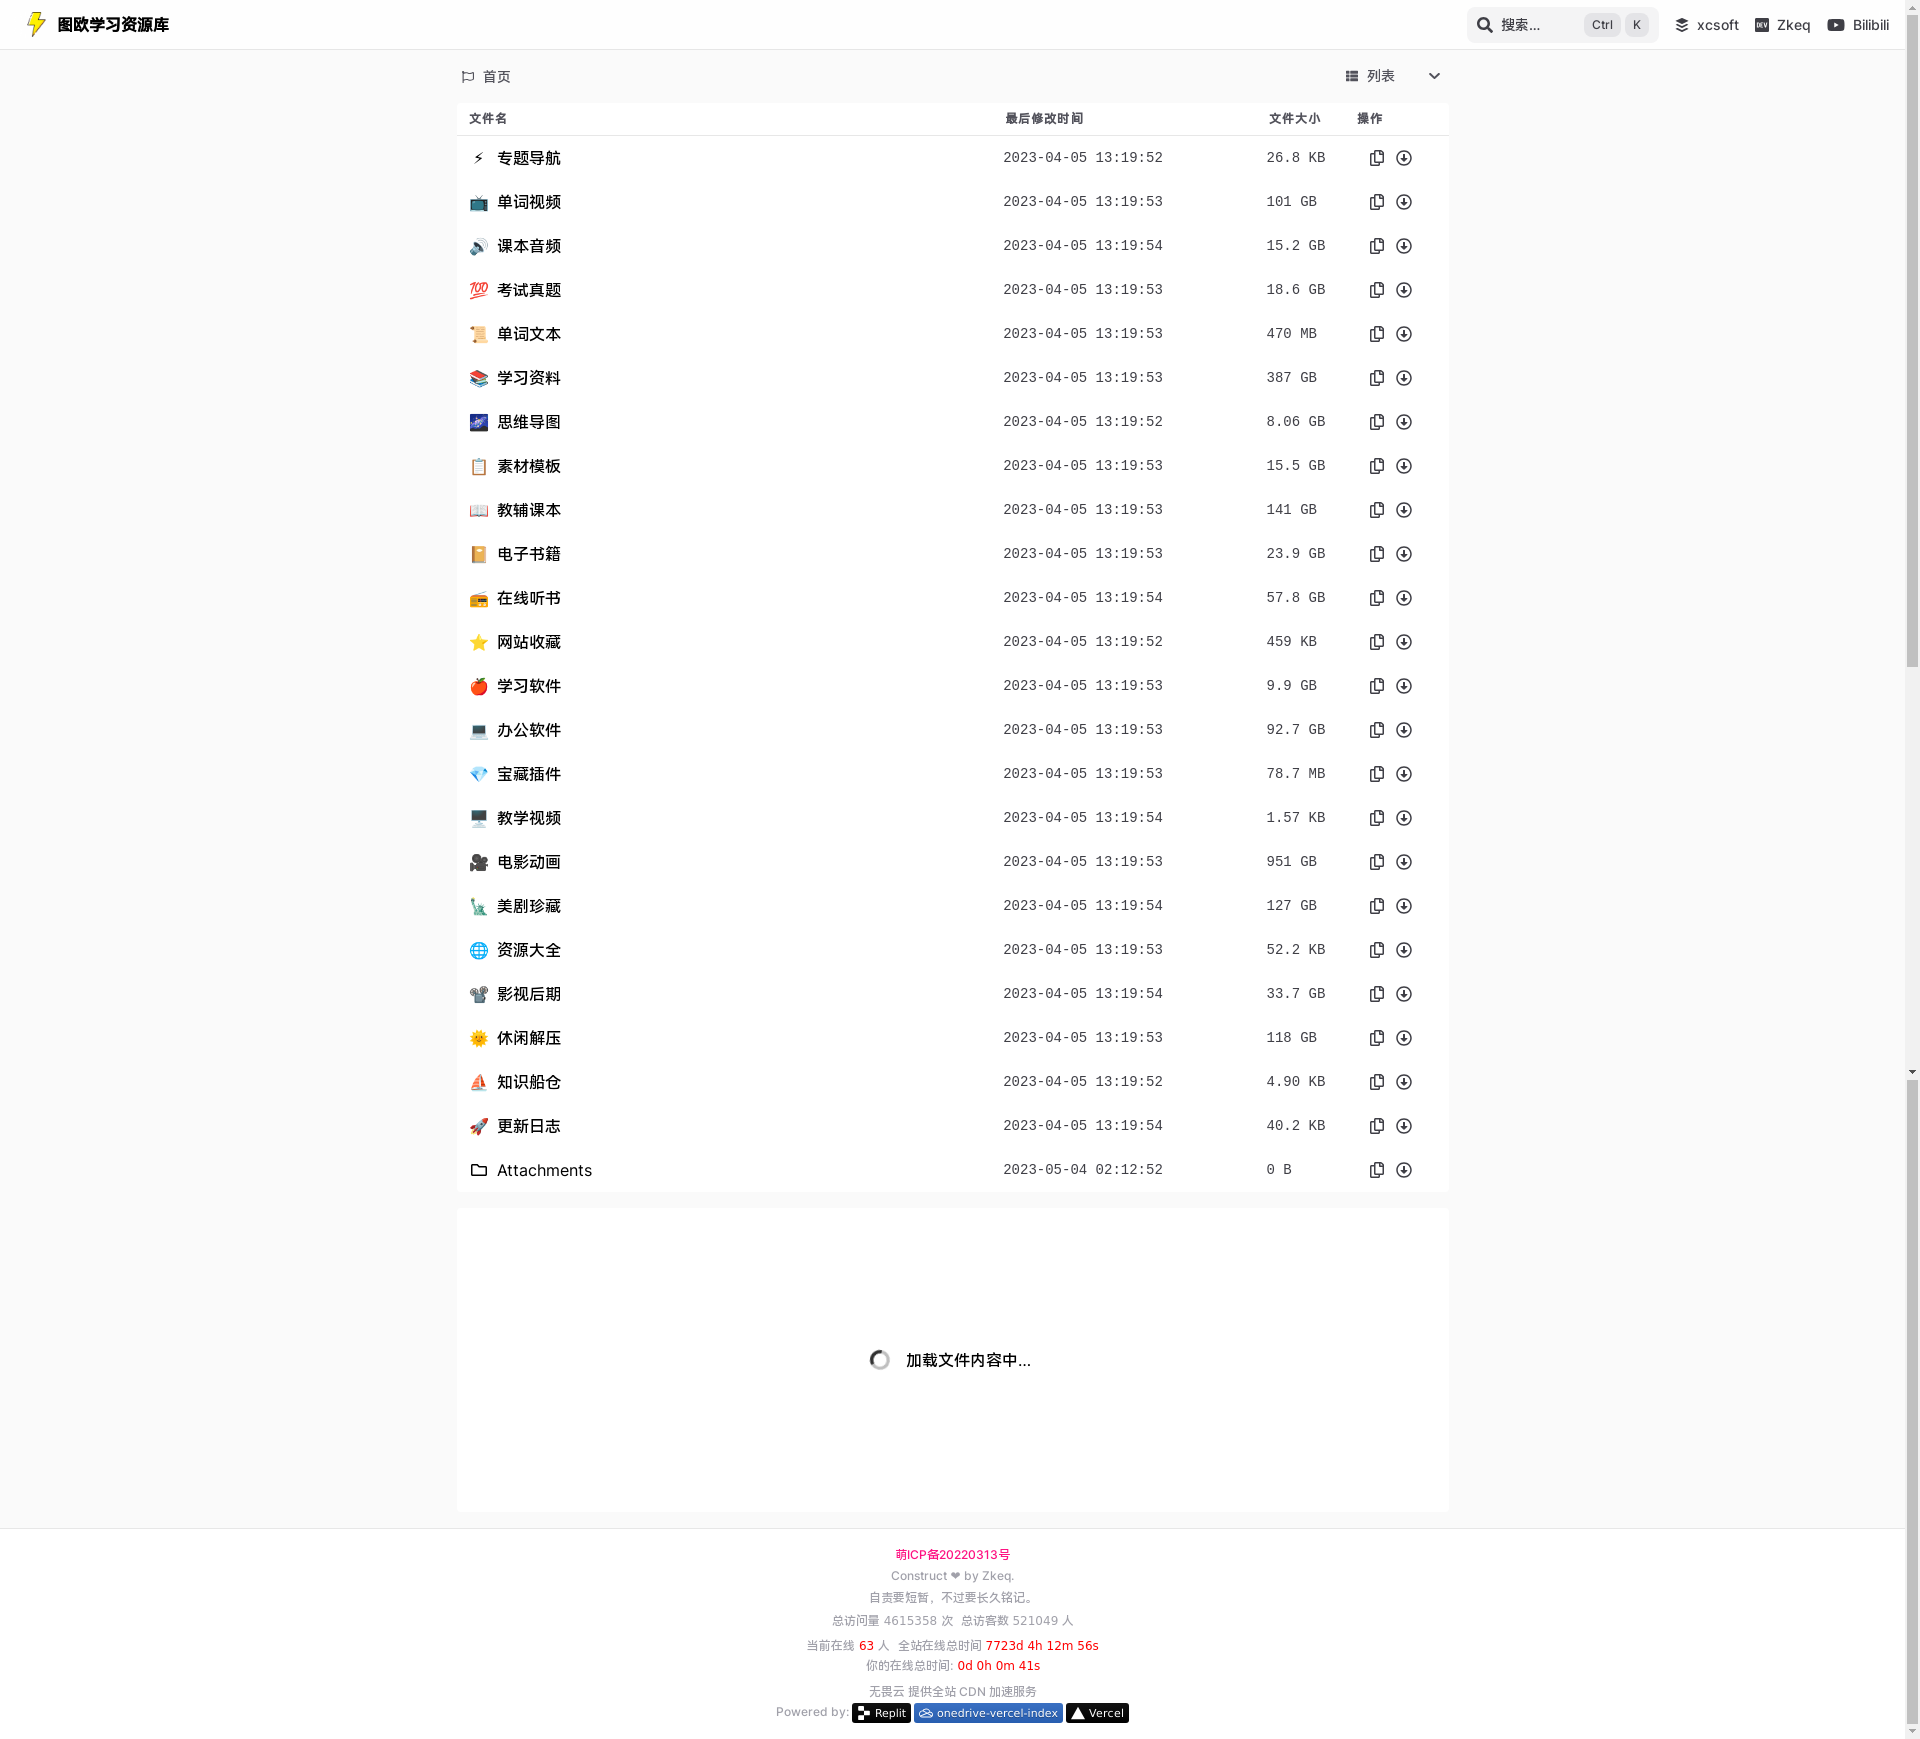 图欧学习资源库
搜索... Ctrl K xcsoft Zkeq Bilibili
首页 列表
文件名 最后修改时间 文件大小 操作
专题导航 2023-04-05 13:19:52 26.8 KB
单词视频 2023-04-05 13:19:53 101 GB
课本音频 2023-04-05 13:19:54 15.2 GB
考试真题 2023-04-05 13:19:53 18.6 GB
单词文本 2023-04-05 13:19:53 470 MB
学习资料 2023-04-05 13:19:53 387 GB
思维导图 2023-04-05 13:19:52 8.06 GB
素材模板 2023-04-05 13:19:53 15.5 GB
教辅课本 2023-04-05 13:19:53 141 GB
电子书籍 2023-04-05 13:19:53 23.9 GB
在线听书 2023-04-05 13:19:54 57.8 GB
网站收藏 2023-04-05 13:19:52 459 KB
学习软件 2023-04-05 13:19:53 9.9 GB
办公软件 2023-04-05 13:19:53 92.7 GB
宝藏插件 2023-04-05 13:19:53 78.7 MB
教学视频 2023-04-05 13:19:54 1.57 KB
电影动画 2023-04-05 13:19:53 951 GB
美剧珍藏 2023-04-05 13:19:54 127 GB
资源大全 2023-04-05 13:19:53 52.2 KB
影视后期 2023-04-05 13:19:54 33.7 GB
休闲解压 2023-04-05 13:19:53 118 GB
知识船仓 2023-04-05 13:19:52 4.90 KB
更新日志 2023-04-05 13:19:54 40.2 KB
Attachments 2023-05-04 02:12:52 0 B
加载文件内容中...
萌ICP备20220313号
Construct ❤ by Zkeq.
自责要短暂，不过要长久铭记。
总访问量 4615358 次 总访客数 521049 人
当前在线 63 人 全站在线总时间 7723d 4h 12m 56s
你的在线总时间: 0d 0h 0m 41s
无畏云 提供全站 CDN 加速服务
Powered by: Replit onedrive-vercel-index Vercel